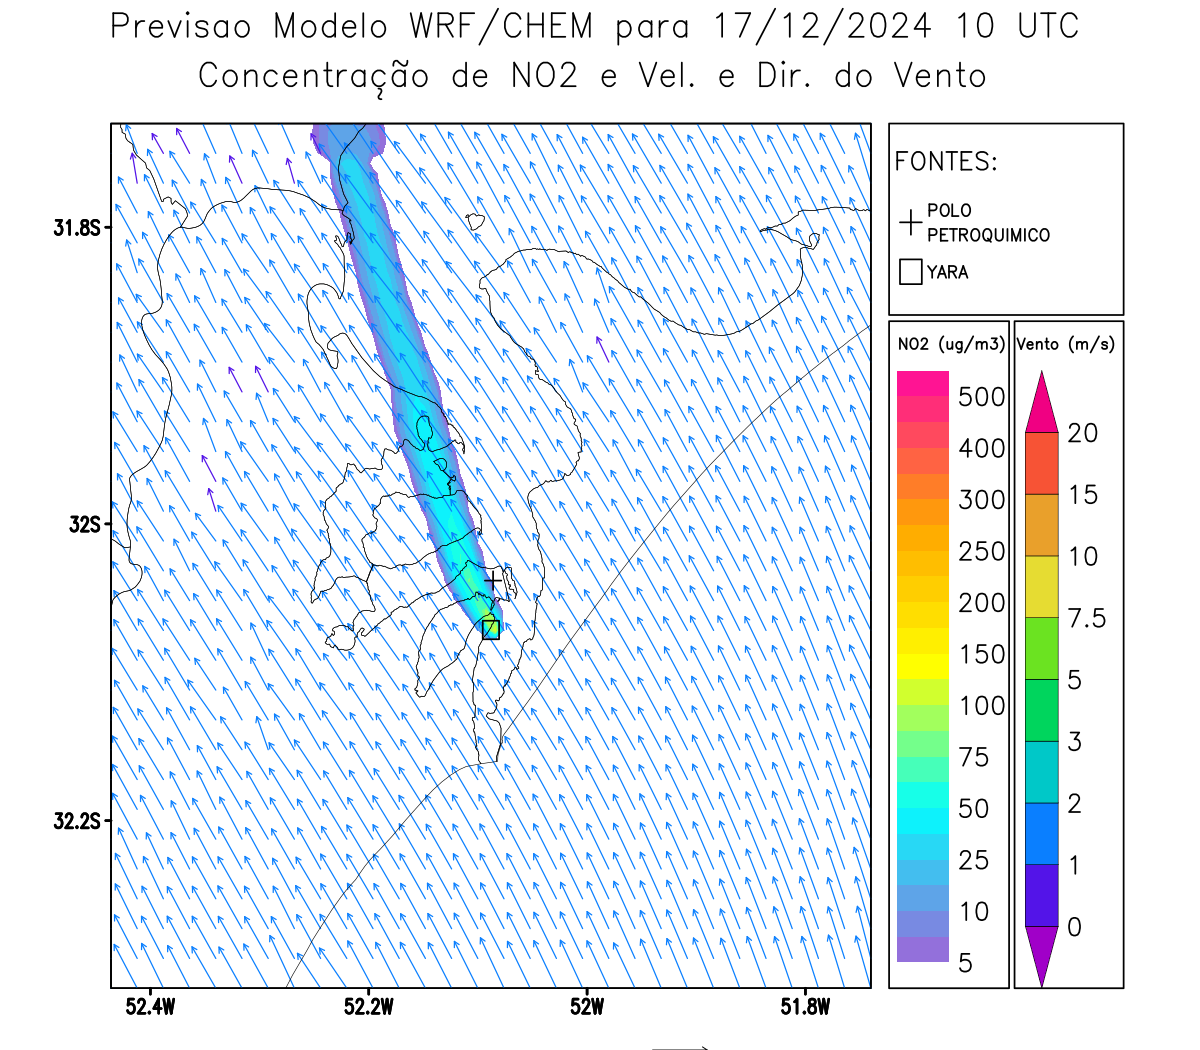 Previsao Modelo WRF/CHEM para 17/12/2024 10 UTC
Concentração de NO2 e Vel. e Dir. do Vento
FONTES:
POLO
PETROQUIMICO
YARA
NO2 (ug/m3)
500
400
300
250
200
150
100
75
50
25
10
5
Vento (m/s)
20
15
10
7.5
5
3
2
1
0
31.8S
32S
32.2S
52.4W
52.2W
52W
51.8W